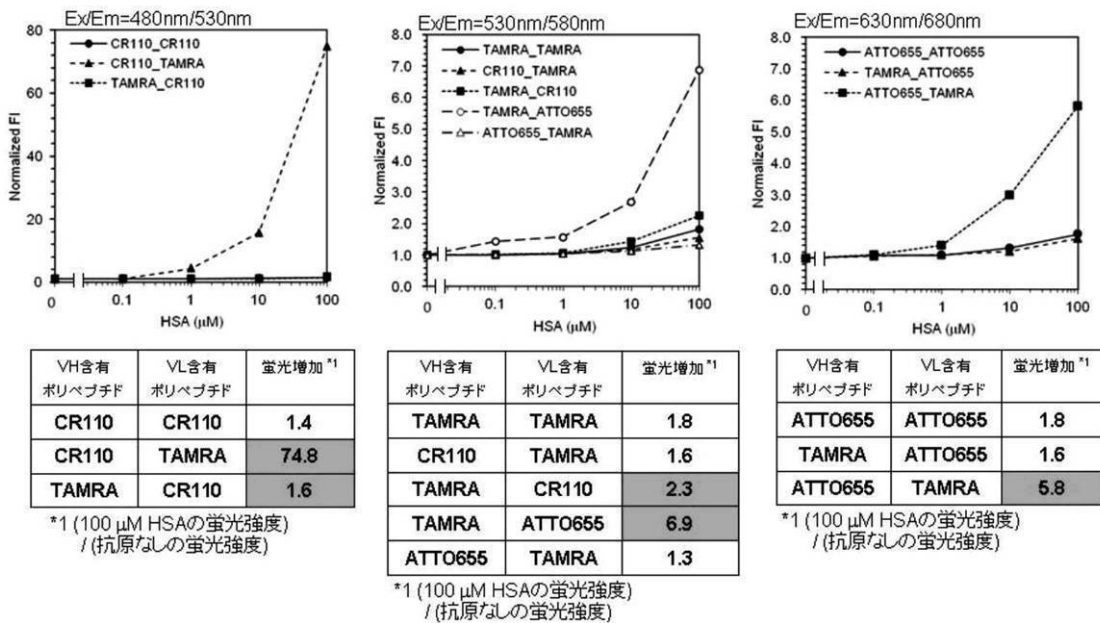 Ex/Em=480nm/530nm
80
60
40
20
0
Normalized FI
CR110_CR110
CR110_TAMRA
TAMRA_CR110
0 0.1 1 10 100
HSA (μM)
VH含有
ポリペプチド
VL含有
ポリペプチド
蛍光増加 *1
CR110 CR110 1.4
CR110 TAMRA 74.8
TAMRA CR110 1.6
*1 (100 μM HSAの蛍光強度)
/ (抗原なしの蛍光強度)
Ex/Em=530nm/580nm
8.0
7.0
6.0
5.0
4.0
3.0
2.0
1.0
0.0
Normalized FI
TAMRA_TAMRA
CR110_TAMRA
TAMRA_CR110
TAMRA_ATTO655
ATTO655_TAMRA
0 0.1 1 10 100
HSA (μM)
VH含有
ポリペプチド
VL含有
ポリペプチド
蛍光増加 *1
TAMRA TAMRA 1.8
CR110 TAMRA 1.6
TAMRA CR110 2.3
TAMRA ATTO655 6.9
ATTO655 TAMRA 1.3
*1 (100 μM HSAの蛍光強度)
/ (抗原なしの蛍光強度)
Ex/Em=630nm/680nm
8.0
7.0
6.0
5.0
4.0
3.0
2.0
1.0
0.0
Normalized FI
ATTO655_ATTO655
TAMRA_ATTO655
ATTO655_TAMRA
0 0.1 1 10 100
HSA (μM)
VH含有
ポリペプチド
VL含有
ポリペプチド
蛍光増加 *1
ATTO655 ATTO655 1.8
TAMRA ATTO655 1.6
ATTO655 TAMRA 5.8
*1 (100 μM HSAの蛍光強度)
/ (抗原なしの蛍光強度)